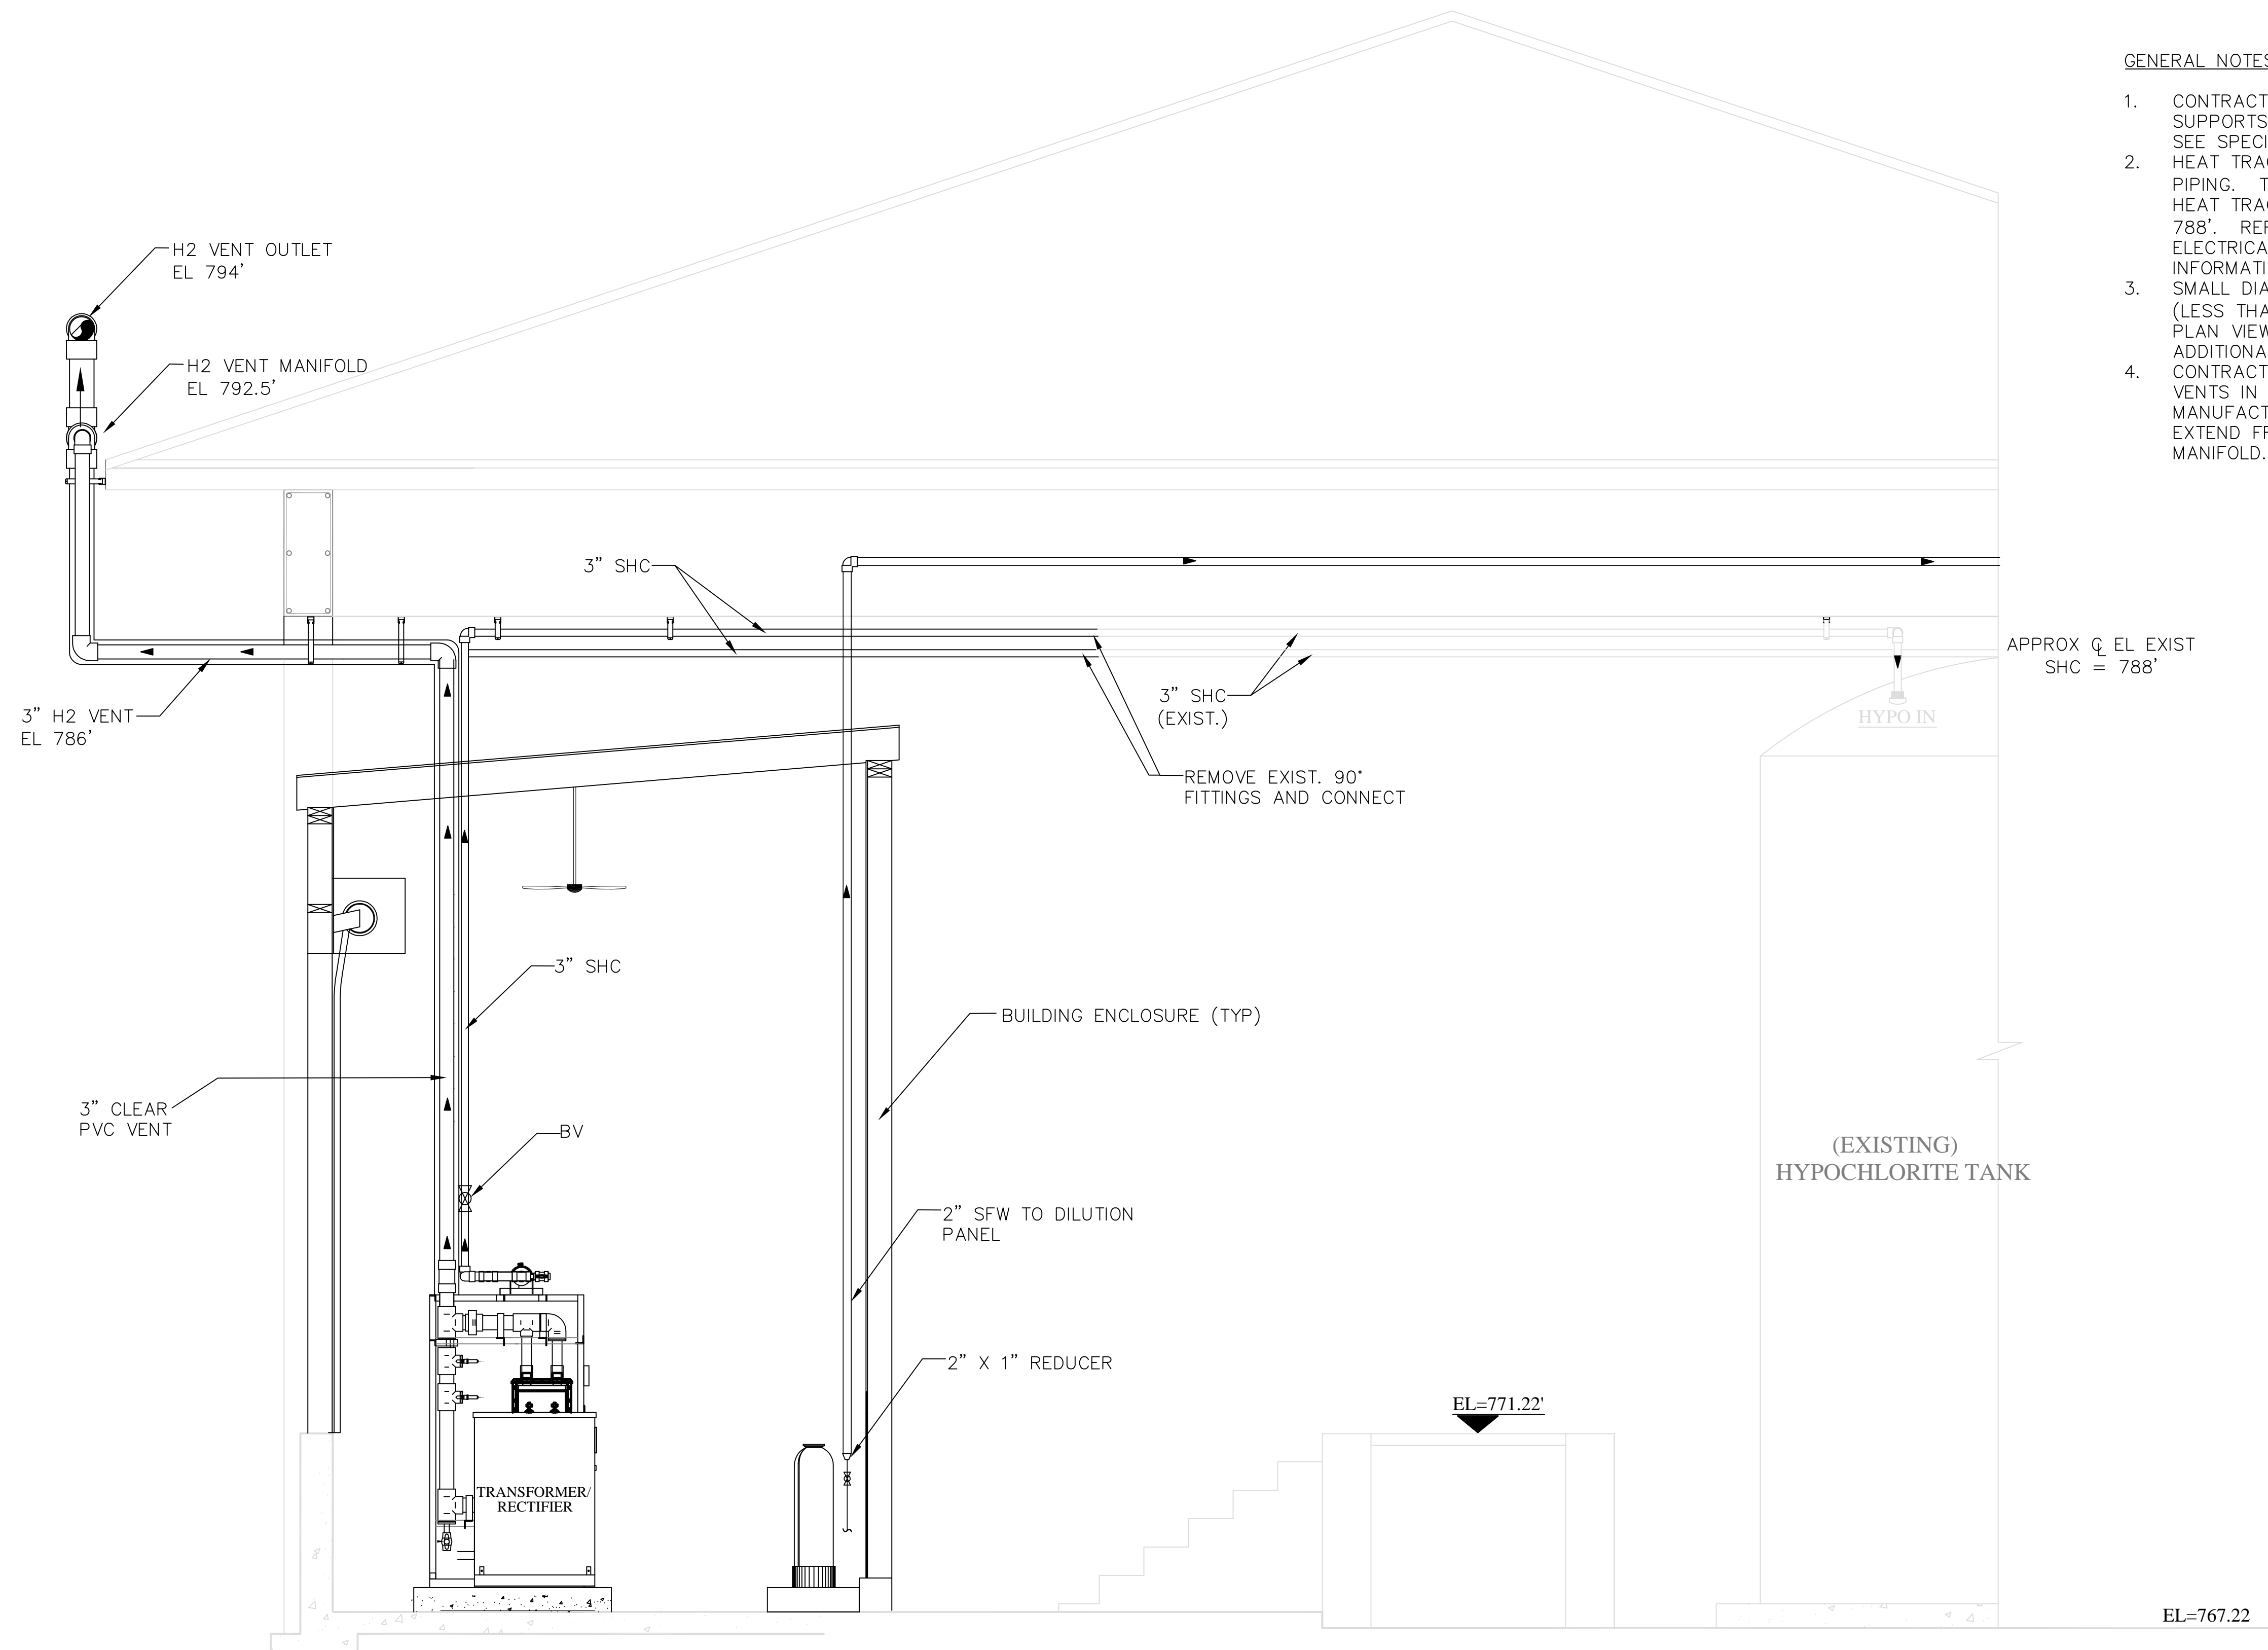 GENERAL NOTES
1. CONTRACT
SUPPORTS
SEE SPECI
2. HEAT TRA
PIPING. T
HEAT TRA
788'. REF
ELECTRICA
INFORMATI
3. SMALL DIA
(LESS THA
PLAN VIEW
ADDITIONA
4. CONTRACT
VENTS IN
MANUFACT
EXTEND FR
MANIFOLD.
H2 VENT OUTLET
EL 794'
H2 VENT MANIFOLD
EL 792.5'
3" SHC
APPROX ℄ EL EXIST
SHC = 788'
3" SHC
(EXIST.)
HYPO IN
3" H2 VENT
EL 786'
REMOVE EXIST. 90°
FITTINGS AND CONNECT
3" SHC
BUILDING ENCLOSURE (TYP)
3" CLEAR
PVC VENT
BV
(EXISTING)
HYPOCHLORITE TANK
2" SFW TO DILUTION
PANEL
2" X 1" REDUCER
EL=771.22'
TRANSFORMER/
RECTIFIER
EL=767.22